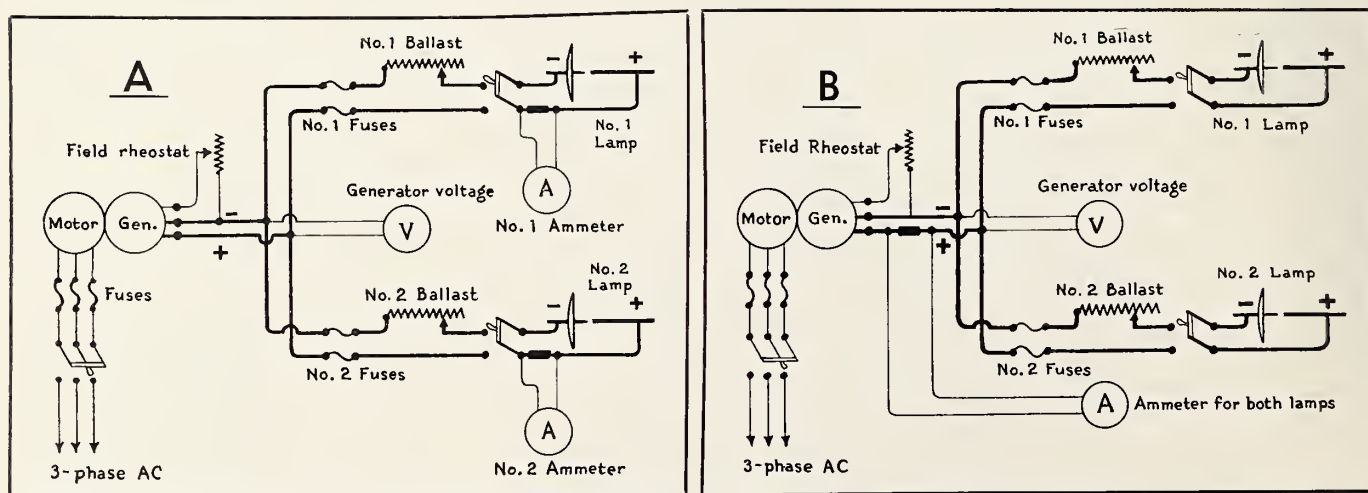 A
No. 1 Ballast
-
+
No. 1 Fuses
No. 1
Lamp
Field rheostat
A
No. 1 Ammeter
Generator voltage
Motor
Gen.
-
+
V
Fuses
No. 2 Ballast
No. 2
Lamp
-
+
No. 2 Fuses
A
No. 2 Ammeter
3-phase AC
B
No. 1 Ballast
-
+
No. 1 Fuses
No. 1 Lamp
Field Rheostat
Generator voltage
Motor
Gen.
-
+
V
No. 2 Ballast
No. 2 Lamp
-
+
No. 2 Fuses
A
Ammeter for both lamps
3-phase AC